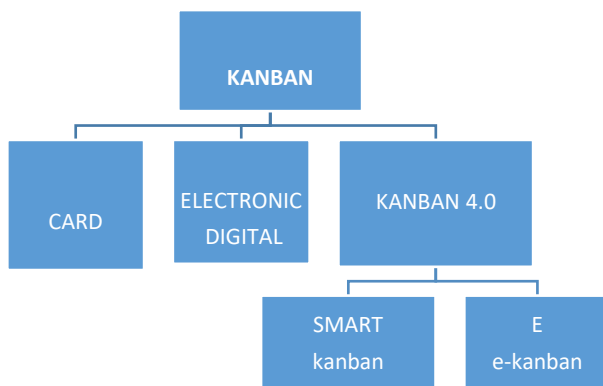 KANBAN
CARD
ELECTRONIC
DIGITAL
KANBAN 4.0
SMART
kanban
E
e-kanban